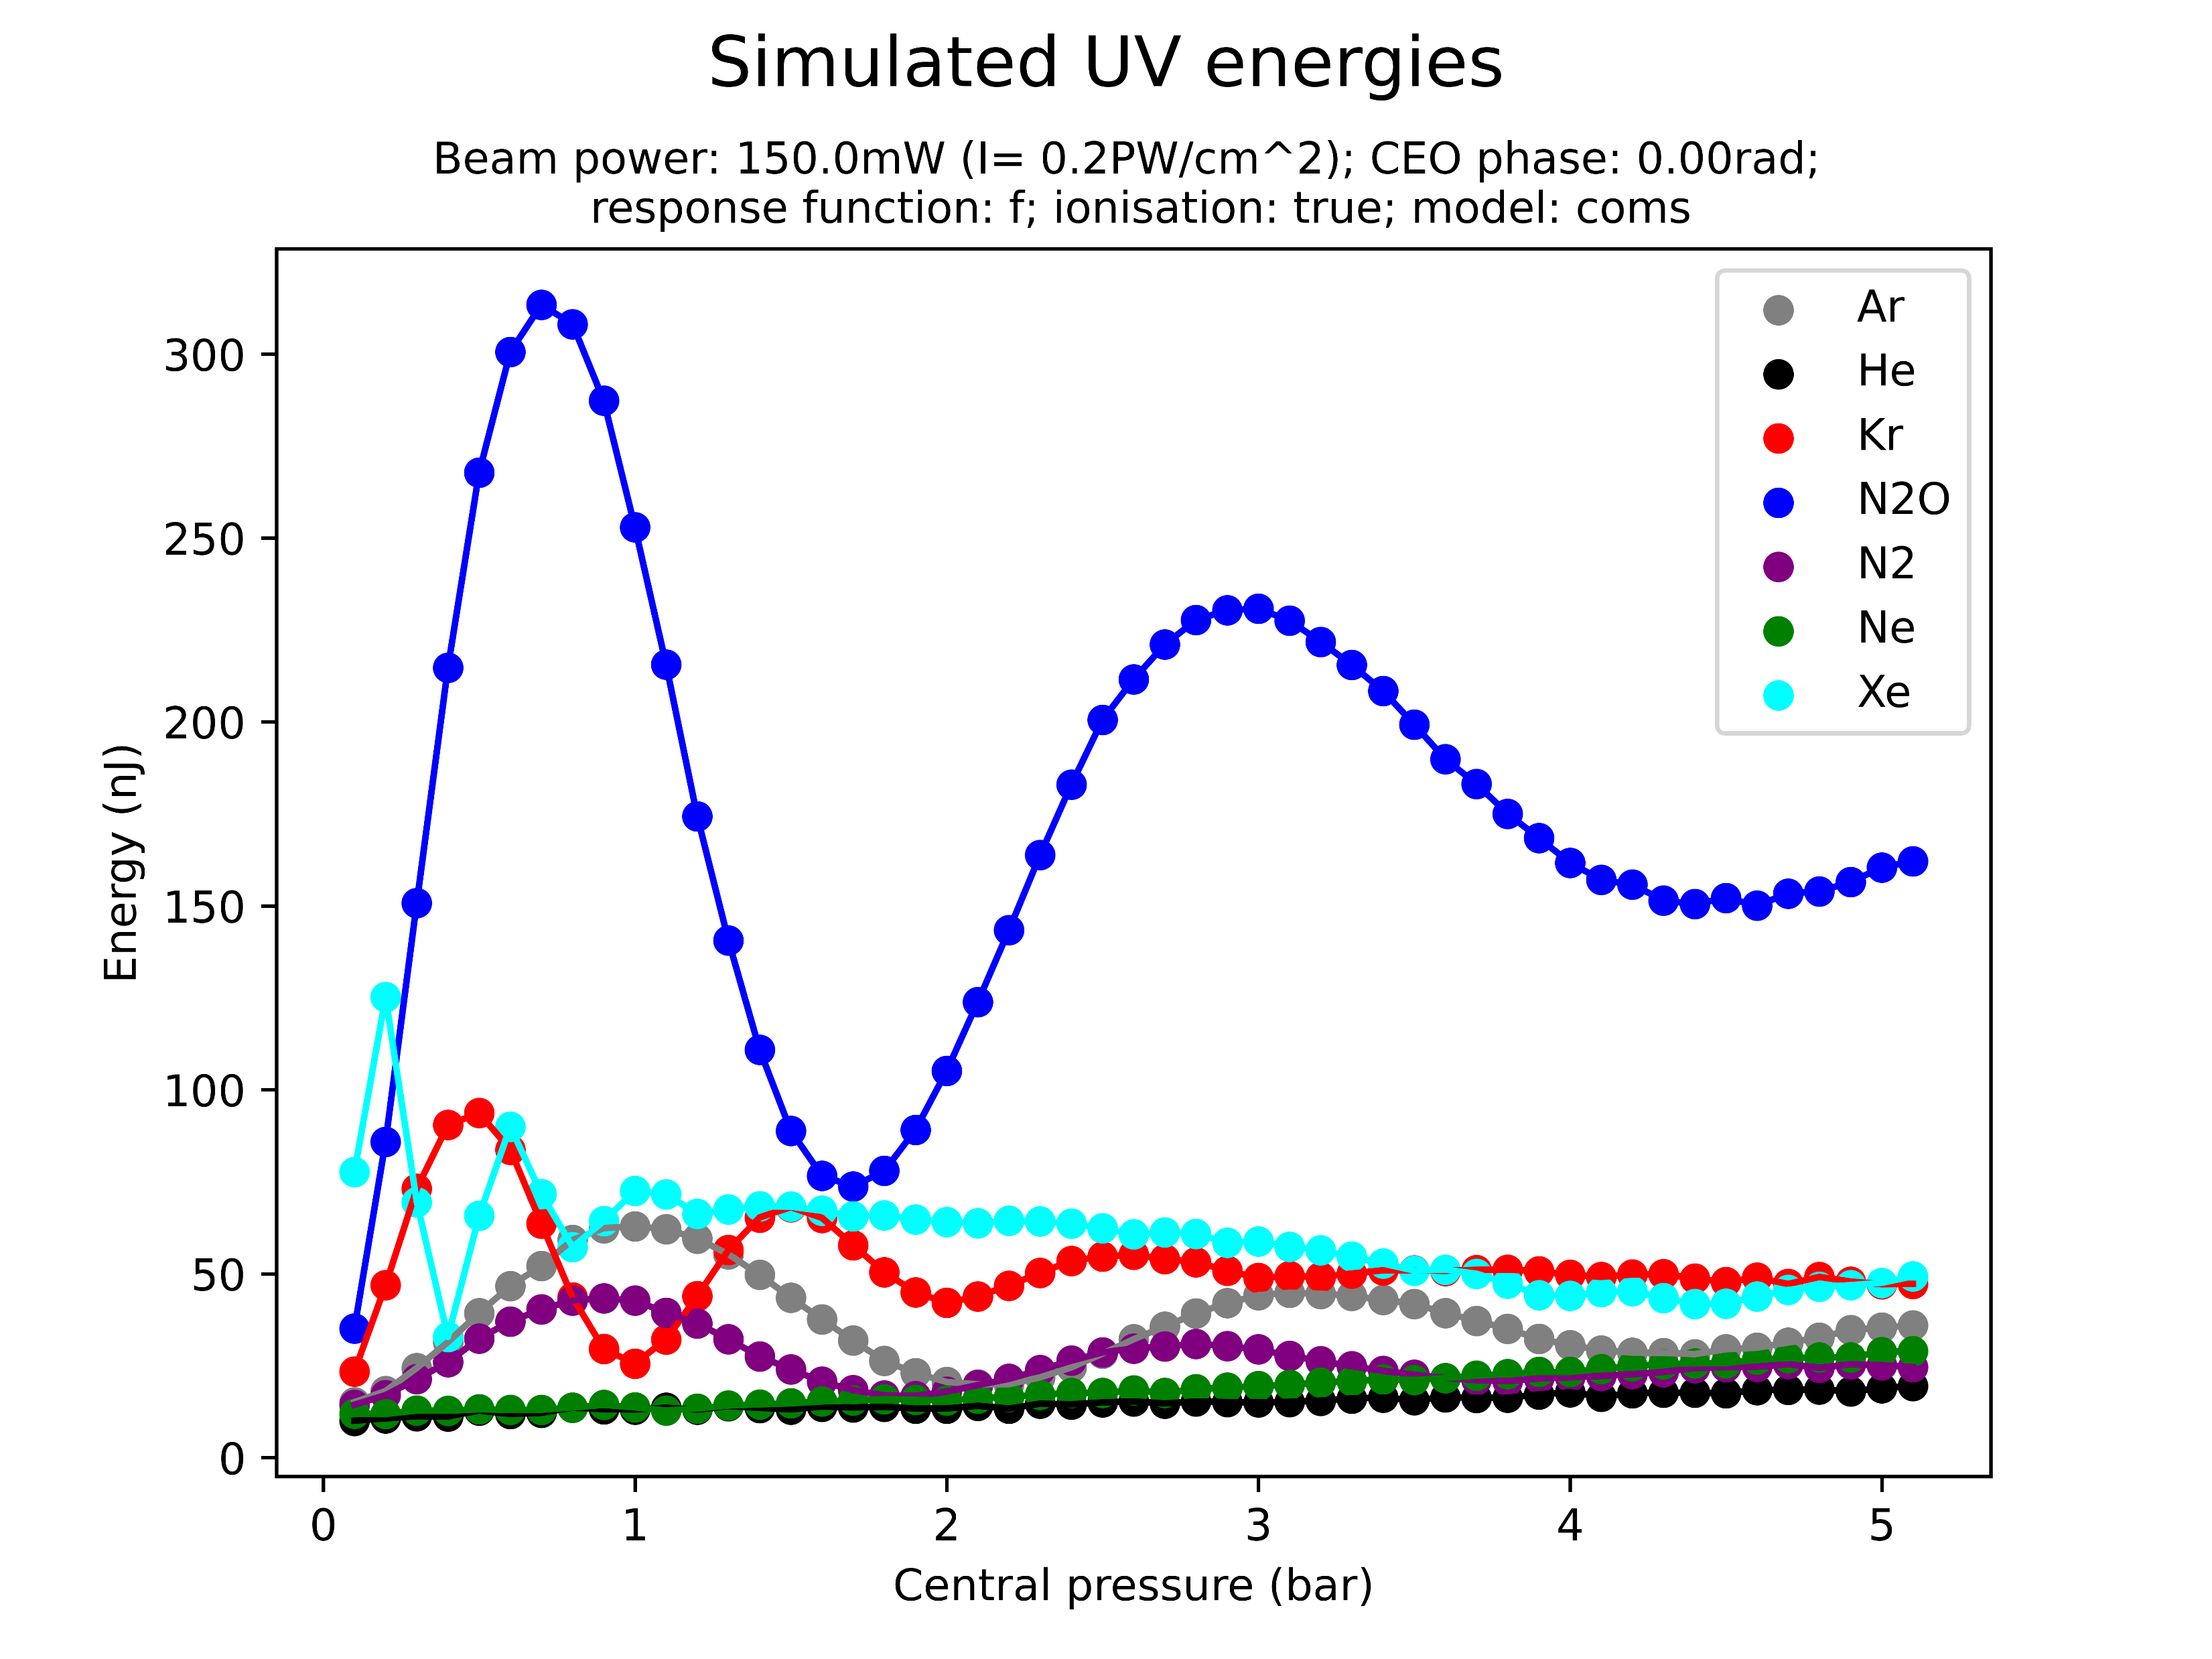 Simulated UV energies
Beam power: 150.0mW (I= 0.2PW/cm^2); CEO phase: 0.00rad;
response function: f; ionisation: true; model: coms
Ar
He
Kr
N2O
N2
Ne
Xe
300
250
200
150
100
50
0
Energy (nJ)
0 1 2 3 4 5
Central pressure (bar)